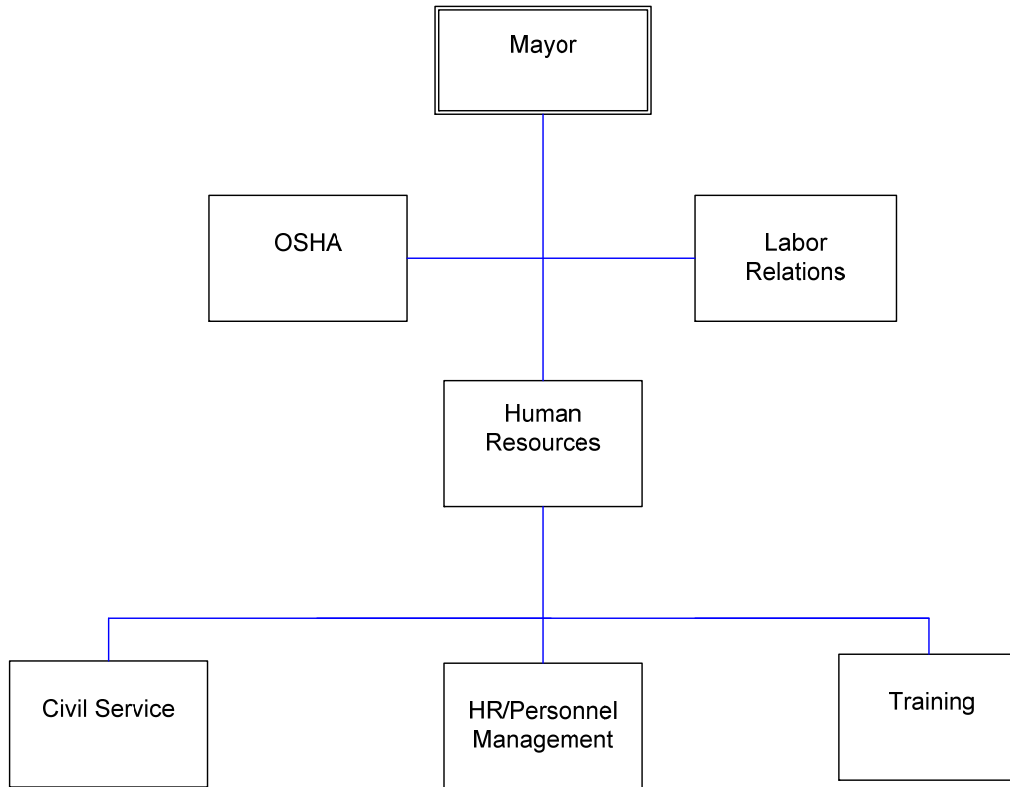 Mayor
OSHA
Labor
Relations
Human
Resources
Civil Service
HR/Personnel
Management
Training